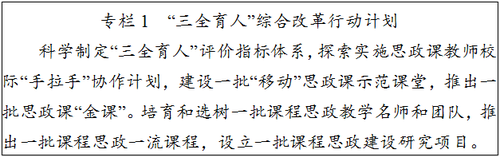 专栏 1 “三全育人”综合改革行动计划
科学制定“三全育人”评价指标体系，探索实施思政课教师校
际“手拉手”协作计划，建设一批“移动”思政课示范课堂，推出一
批思政课“金课”。培育和选树一批课程思政教学名师和团队，推
出一批课程思政一流课程，设立一批课程思政建设研究项目。